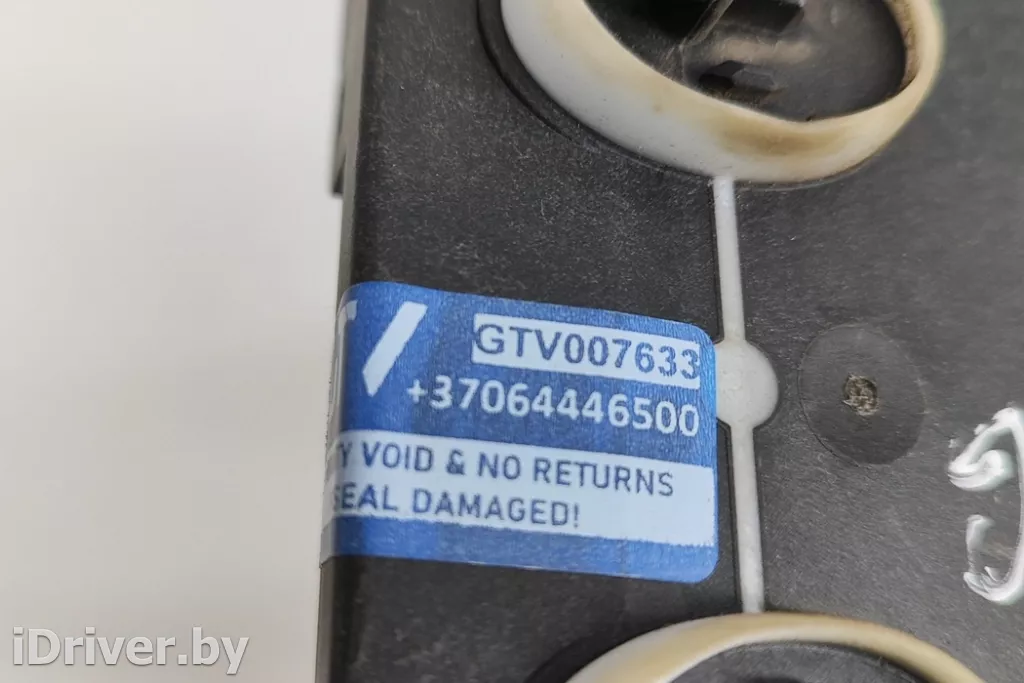 GTV007633
+37064446500
VOID & NO RETURNS
SEAL DAMAGED!
iDriver.by